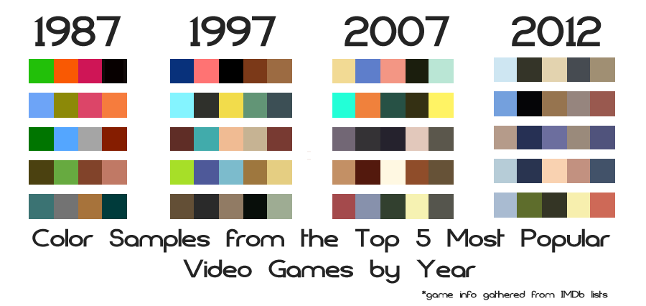 1987 1997 2007 2012
Color Samples from the Top 5 Most Popular
Video Games by Year
*game info gathered from IMDb lists